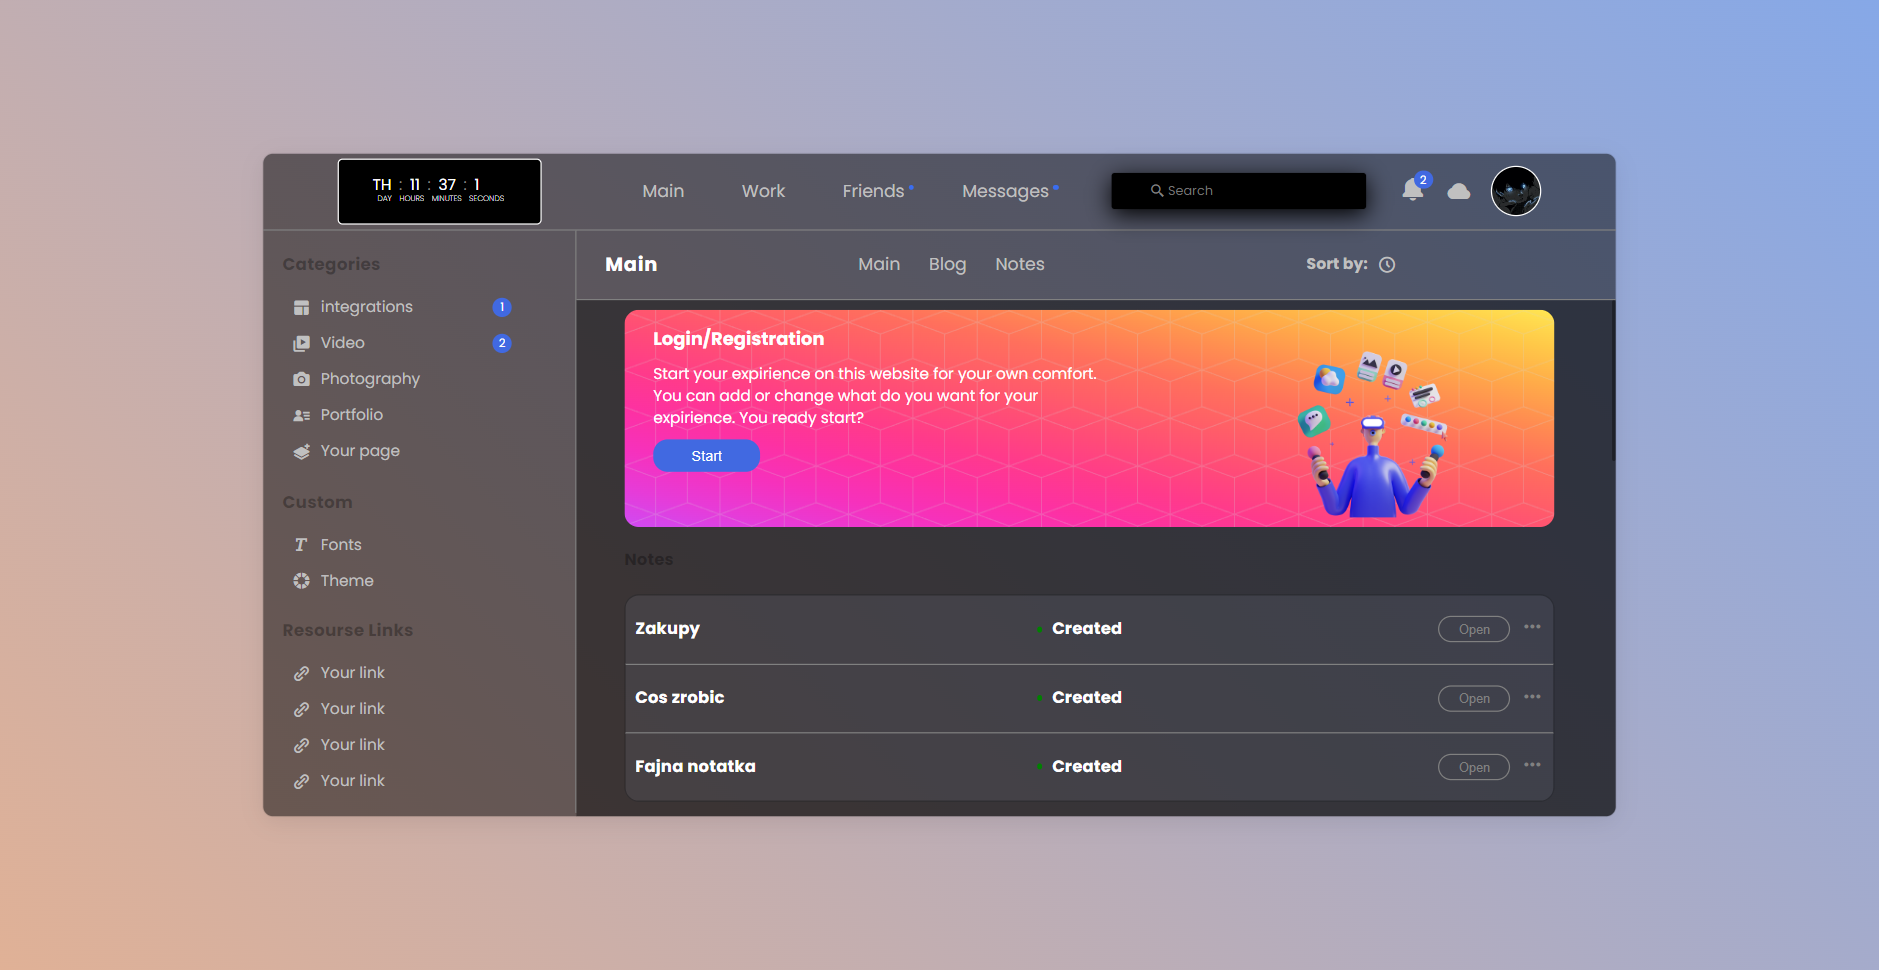 TH : 11 : 37 : 1
DAY HOURS MINUTES SECONDS
Main Work Friends Messages
Search
2
Categories
integrations 1
Video 2
Photography
Portfolio
Your page
Custom
Fonts
Theme
Resourse Links
Your link
Your link
Your link
Your link
Main Main Blog Notes Sort by:
Login/Registration
Start your expirience on this website for your own comfort.
You can add or change what do you want for your
expirience. You ready start?
Start
Notes
Zakupy Created Open
Cos zrobic Created Open
Fajna notatka Created Open